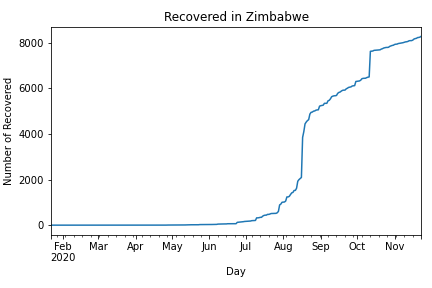 Recovered in Zimbabwe
Number of Recovered
8000
6000
4000
2000
0
Feb Mar Apr May Jun Jul Aug Sep Oct Nov
2020
Day